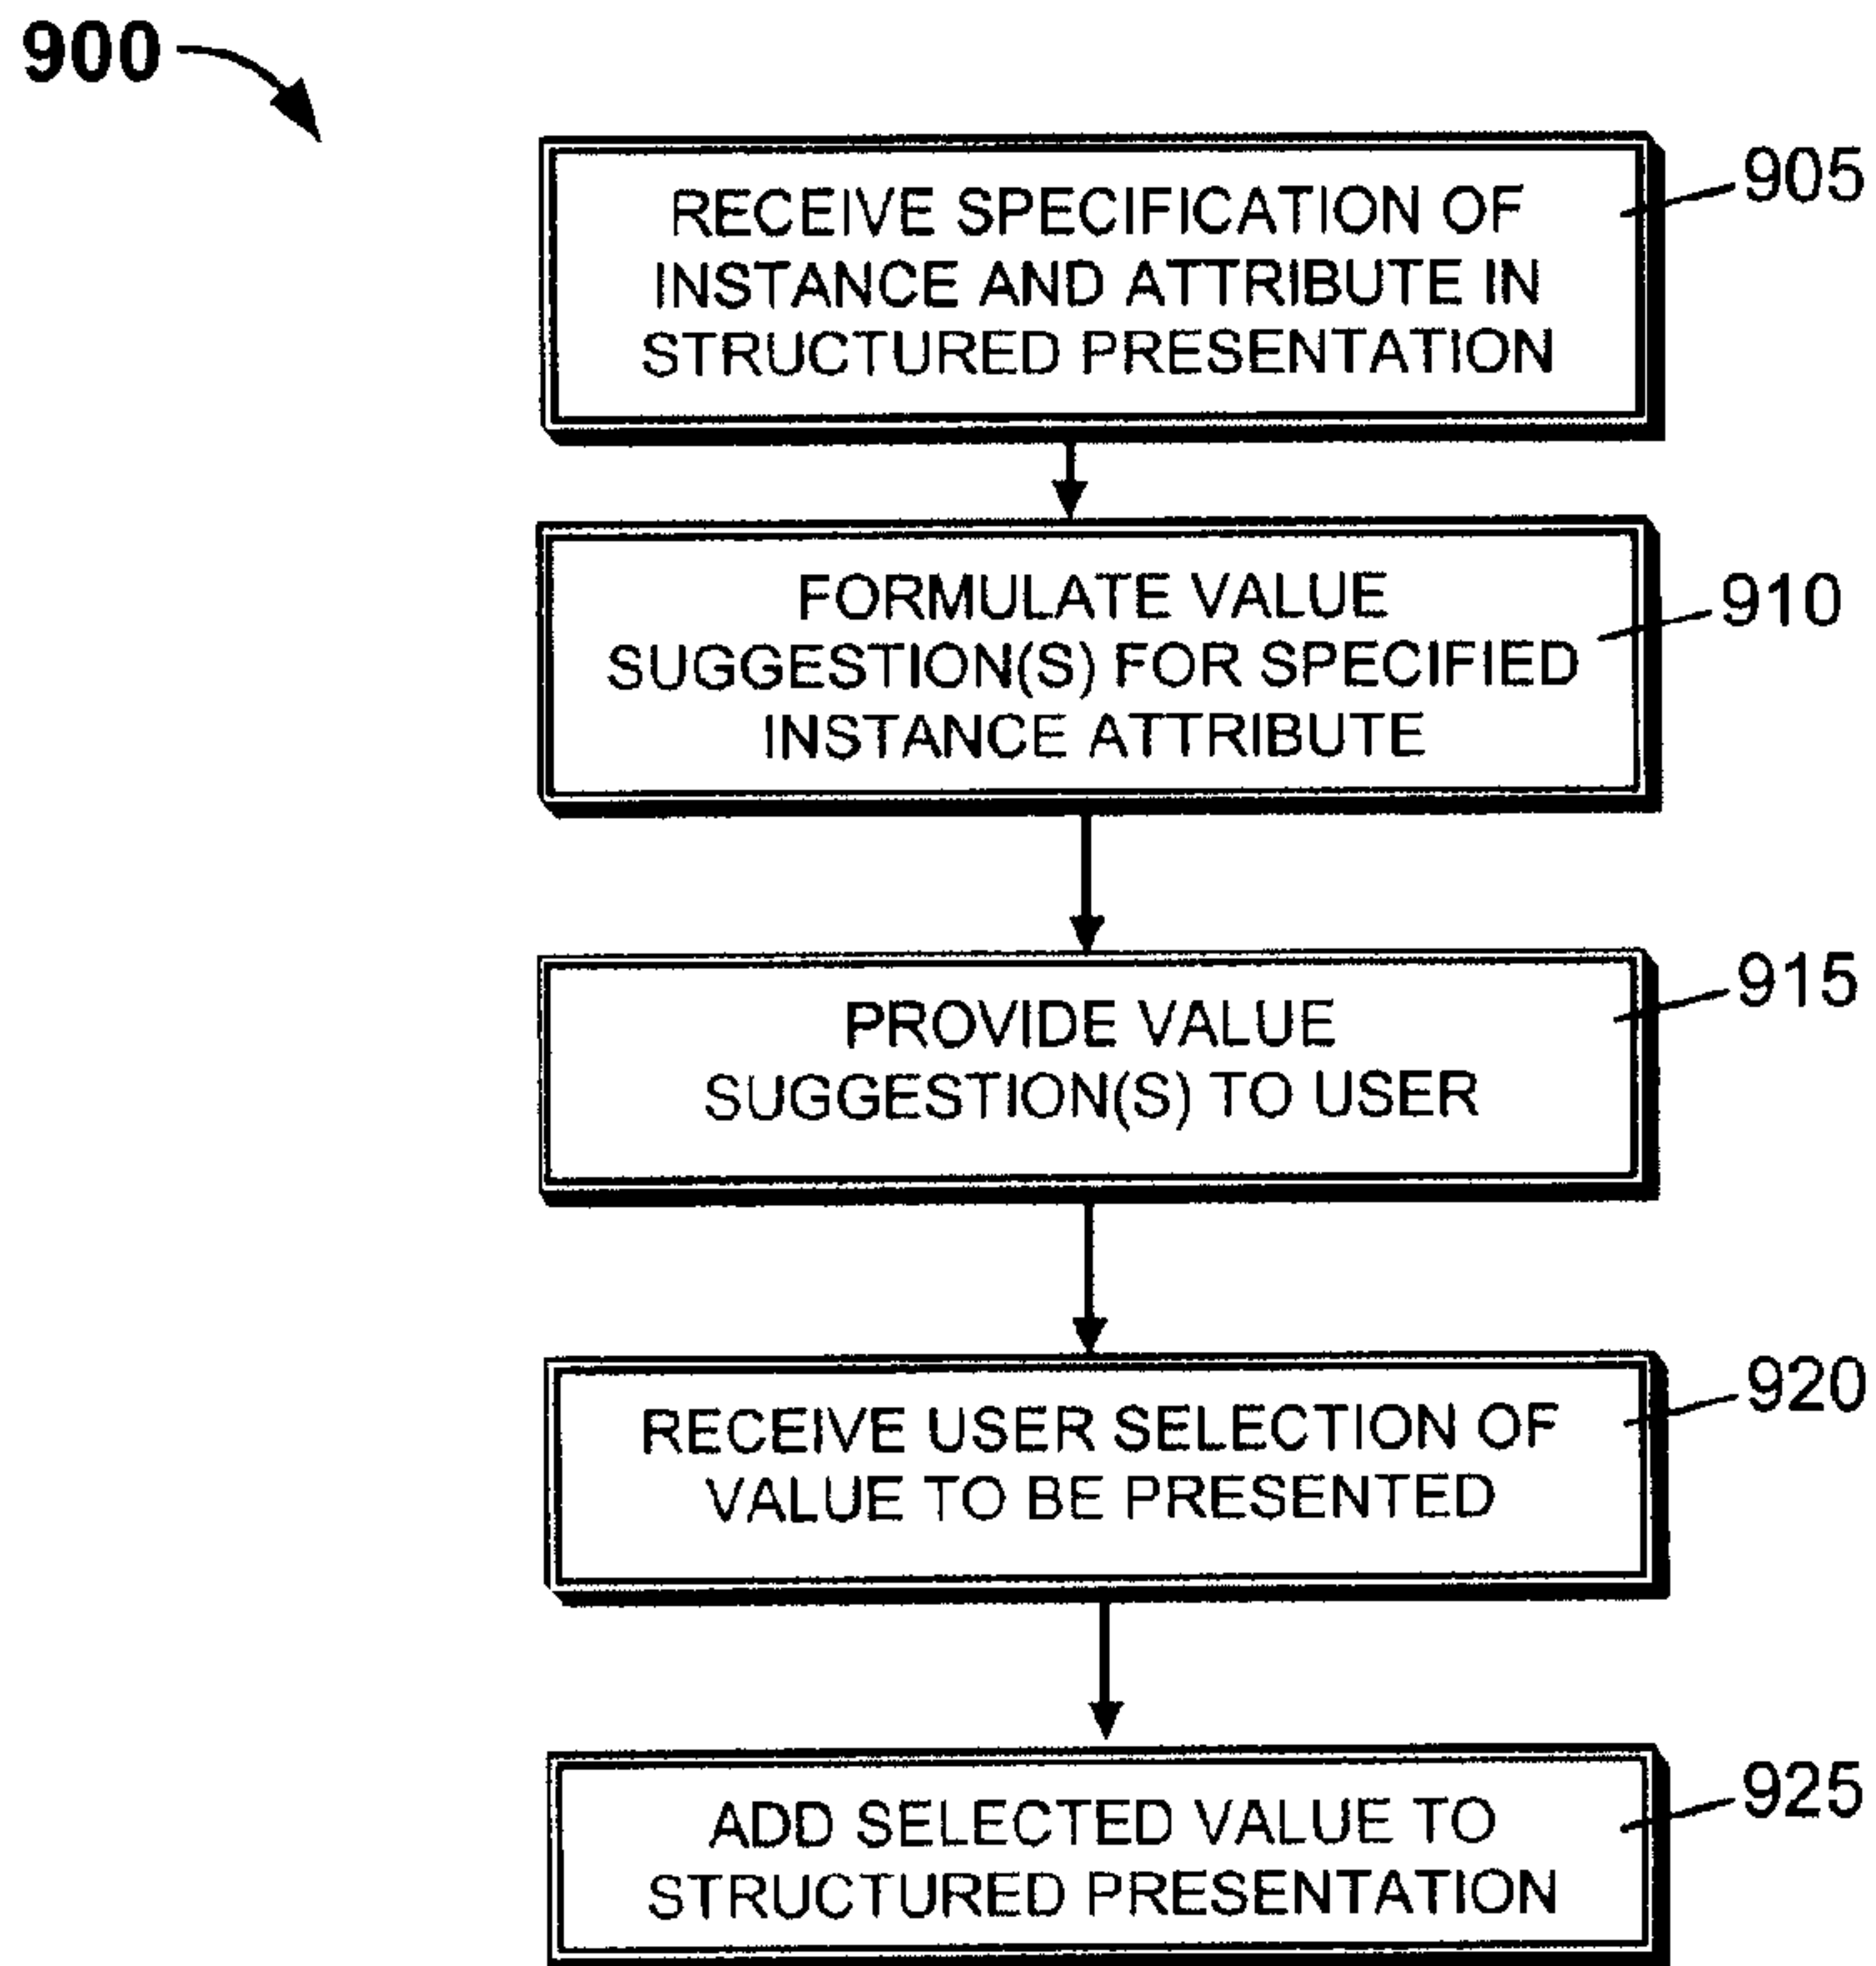 900
RECEIVE SPECIFICATION OF
INSTANCE AND ATTRIBUTE IN
STRUCTURED PRESENTATION
905
FORMULATE VALUE
SUGGESTION(S) FOR SPECIFIED
INSTANCE ATTRIBUTE
910
PROVIDE VALUE
SUGGESTION(S) TO USER
915
RECEIVE USER SELECTION OF
VALUE TO BE PRESENTED
920
ADD SELECTED VALUE TO
STRUCTURED PRESENTATION
925